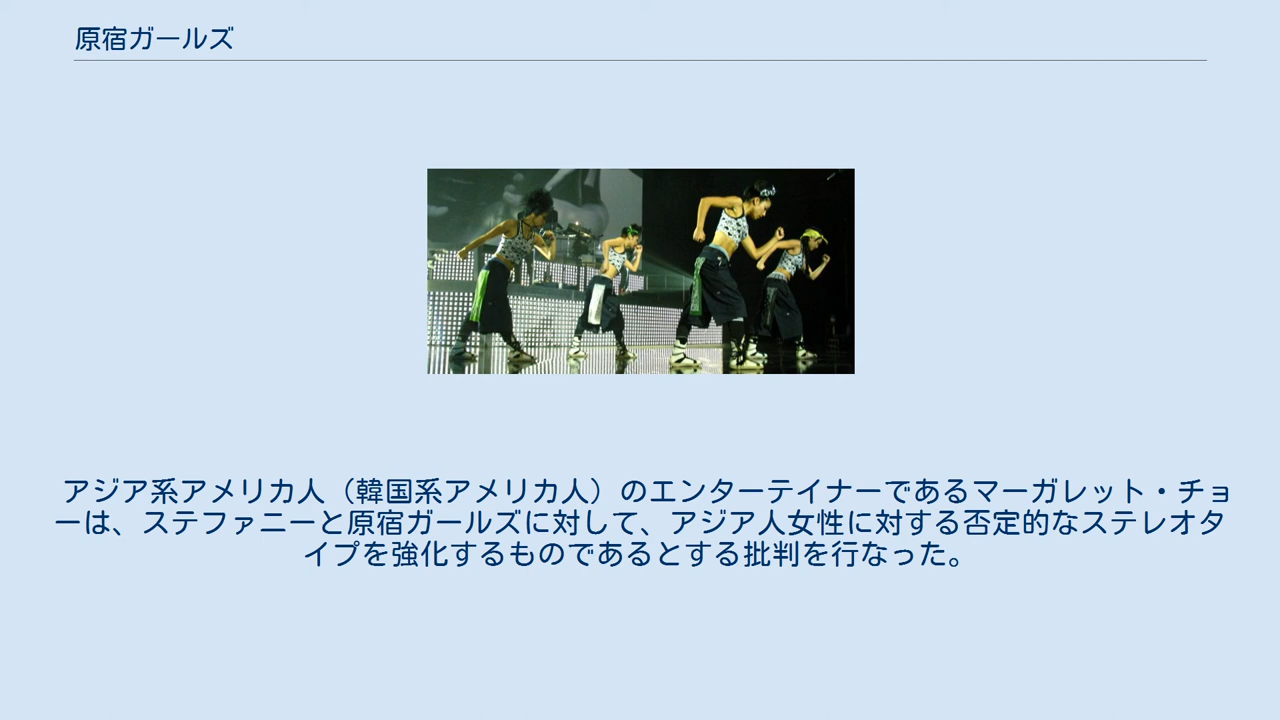 原宿ガールズ
アジア系アメリカ人（韓国系アメリカ人）のエンターテイナーであるマーガレット・チョ
ーは、ステファニーと原宿ガールズに対して、アジア人女性に対する否定的なステレオタ
イプを強化するものであるとする批判を行なった。